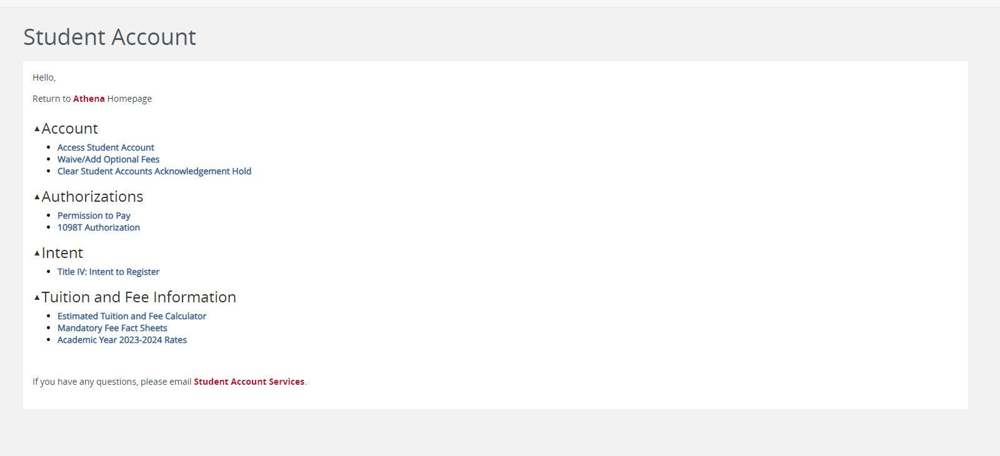 Student Account
Hello,
Return to Athena Homepage
▲Account
• Access Student Account
• Waive/Add Optional Fees
• Clear Student Accounts Acknowledgement Hold
▲Authorizations
• Permission to Pay
• 1098T Authorization
▲Intent
• Title IV: Intent to Register
▲Tuition and Fee Information
• Estimated Tuition and Fee Calculator
• Mandatory Fee Fact Sheets
• Academic Year 2023-2024 Rates
If you have any questions, please email Student Account Services.